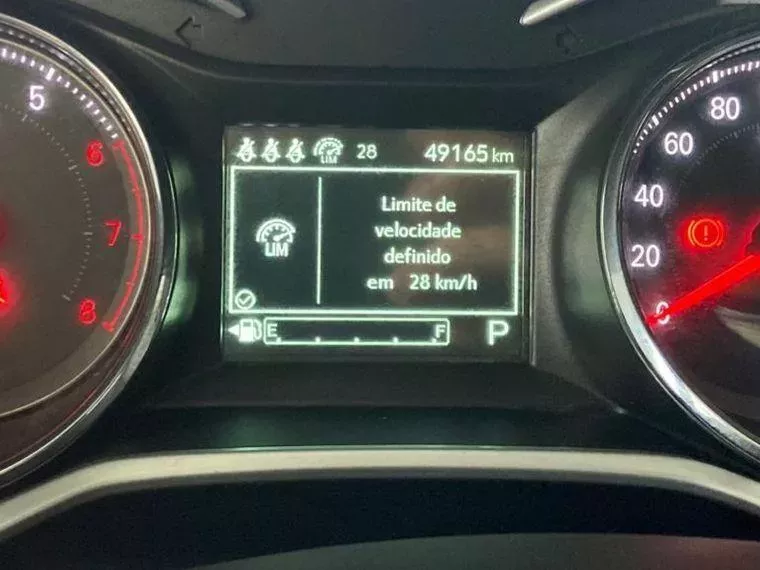 5
6
7
8
LIM 28 49165 km
LIM
Limite de
velocidade
definido
em 28 km/h
E F P
80
60
40
20
0